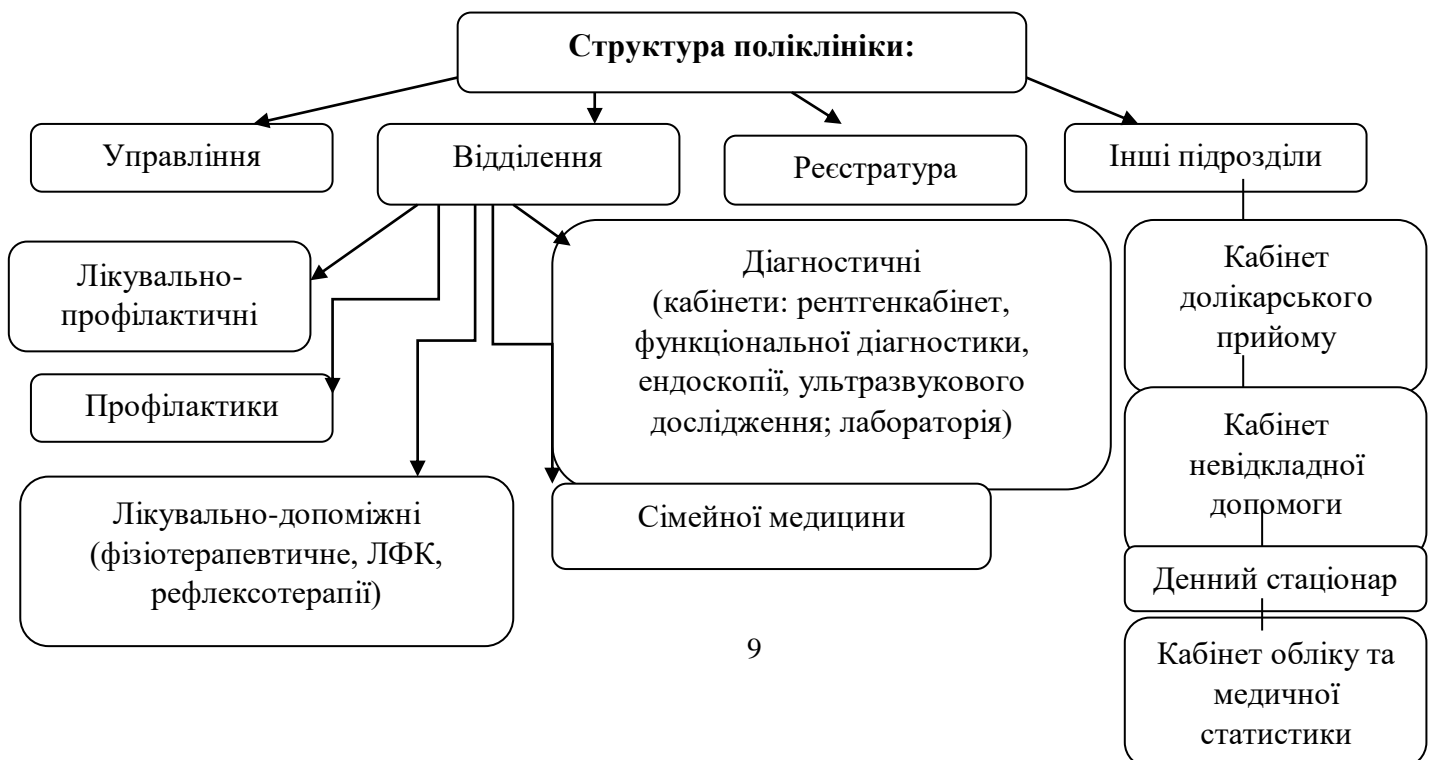 Структура поліклініки:
Управління
Відділення
Реєстратура
Інші підрозділи
Лікувально-
профілактичні
Профілактики
Лікувально-допоміжні
(фізіотерапевтичне, ЛФК,
рефлексотерапії)
Діагностичні
(кабінети: рентгенкабінет,
функціональної діагностики,
ендоскопії, ультразвукового
дослідження; лабораторія)
Сімейної медицини
Кабінет
долікарського
прийому
Кабінет
невідкладної
допомоги
Денний стаціонар
Кабінет обліку та
медичної
статистики
9